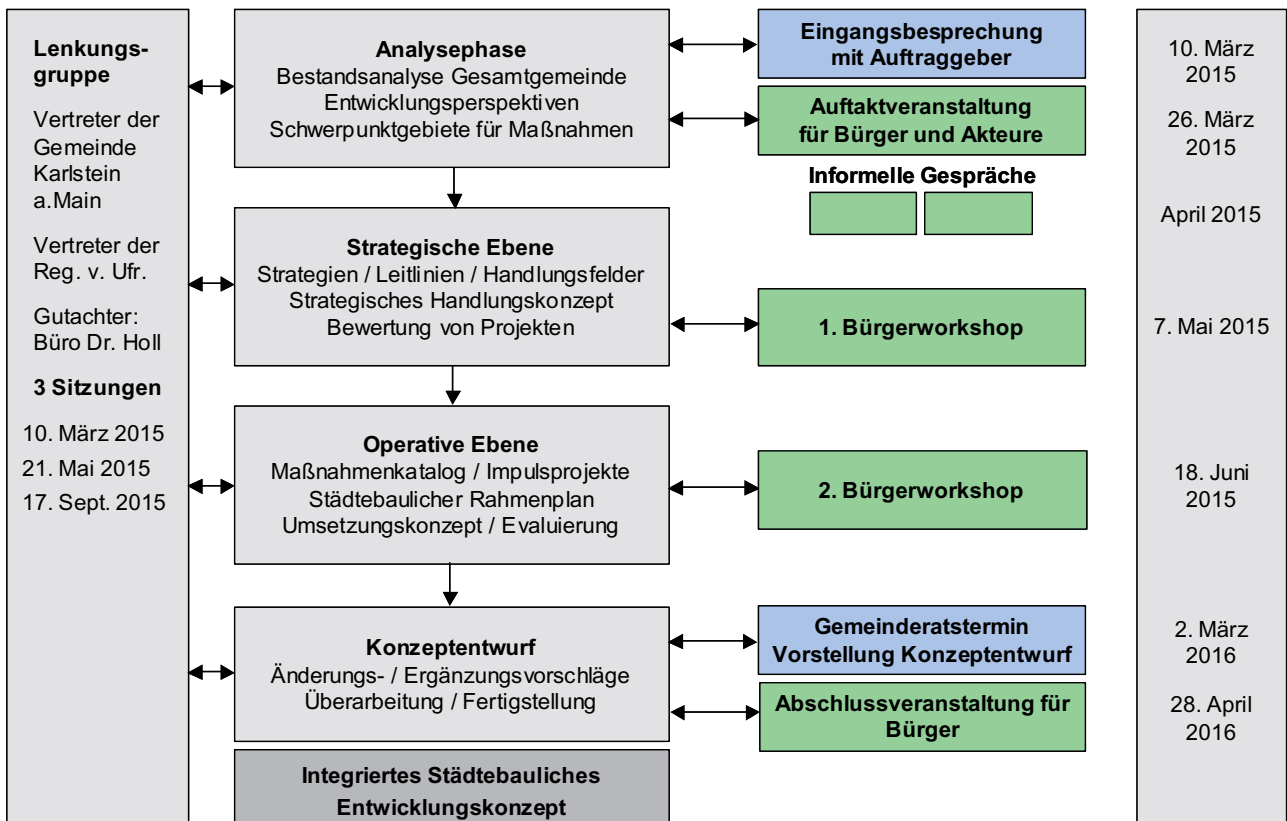 Lenkungs-
gruppe
Vertreter der
Gemeinde
Karlstein
a.Main
Vertreter der
Reg. v. Ufr.
Gutachter:
Büro Dr. Holl
3 Sitzungen
10. März 2015
21. Mai 2015
17. Sept. 2015
Analysephase
Bestandsanalyse Gesamtgemeinde
Entwicklungsperspektiven
Schwerpunktgebiete für Maßnahmen
Eingangsbesprechung
mit Auftraggeber
10. März
2015
Auftaktveranstaltung
für Bürger und Akteure
26. März
2015
Informelle Gespräche
April 2015
Strategische Ebene
Strategien / Leitlinien / Handlungsfelder
Strategisches Handlungskonzept
Bewertung von Projekten
1. Bürgerworkshop
7. Mai 2015
Operative Ebene
Maßnahmenkatalog / Impulsprojekte
Städtebaulicher Rahmenplan
Umsetzungskonzept / Evaluierung
2. Bürgerworkshop
18. Juni
2015
Konzeptentwurf
Änderungs- / Ergänzungsvorschläge
Überarbeitung / Fertigstellung
Gemeinderatstermin
Vorstellung Konzeptentwurf
2. März
2016
Abschlussveranstaltung für
Bürger
28. April
2016
Integriertes Städtebauliches
Entwicklungskonzept